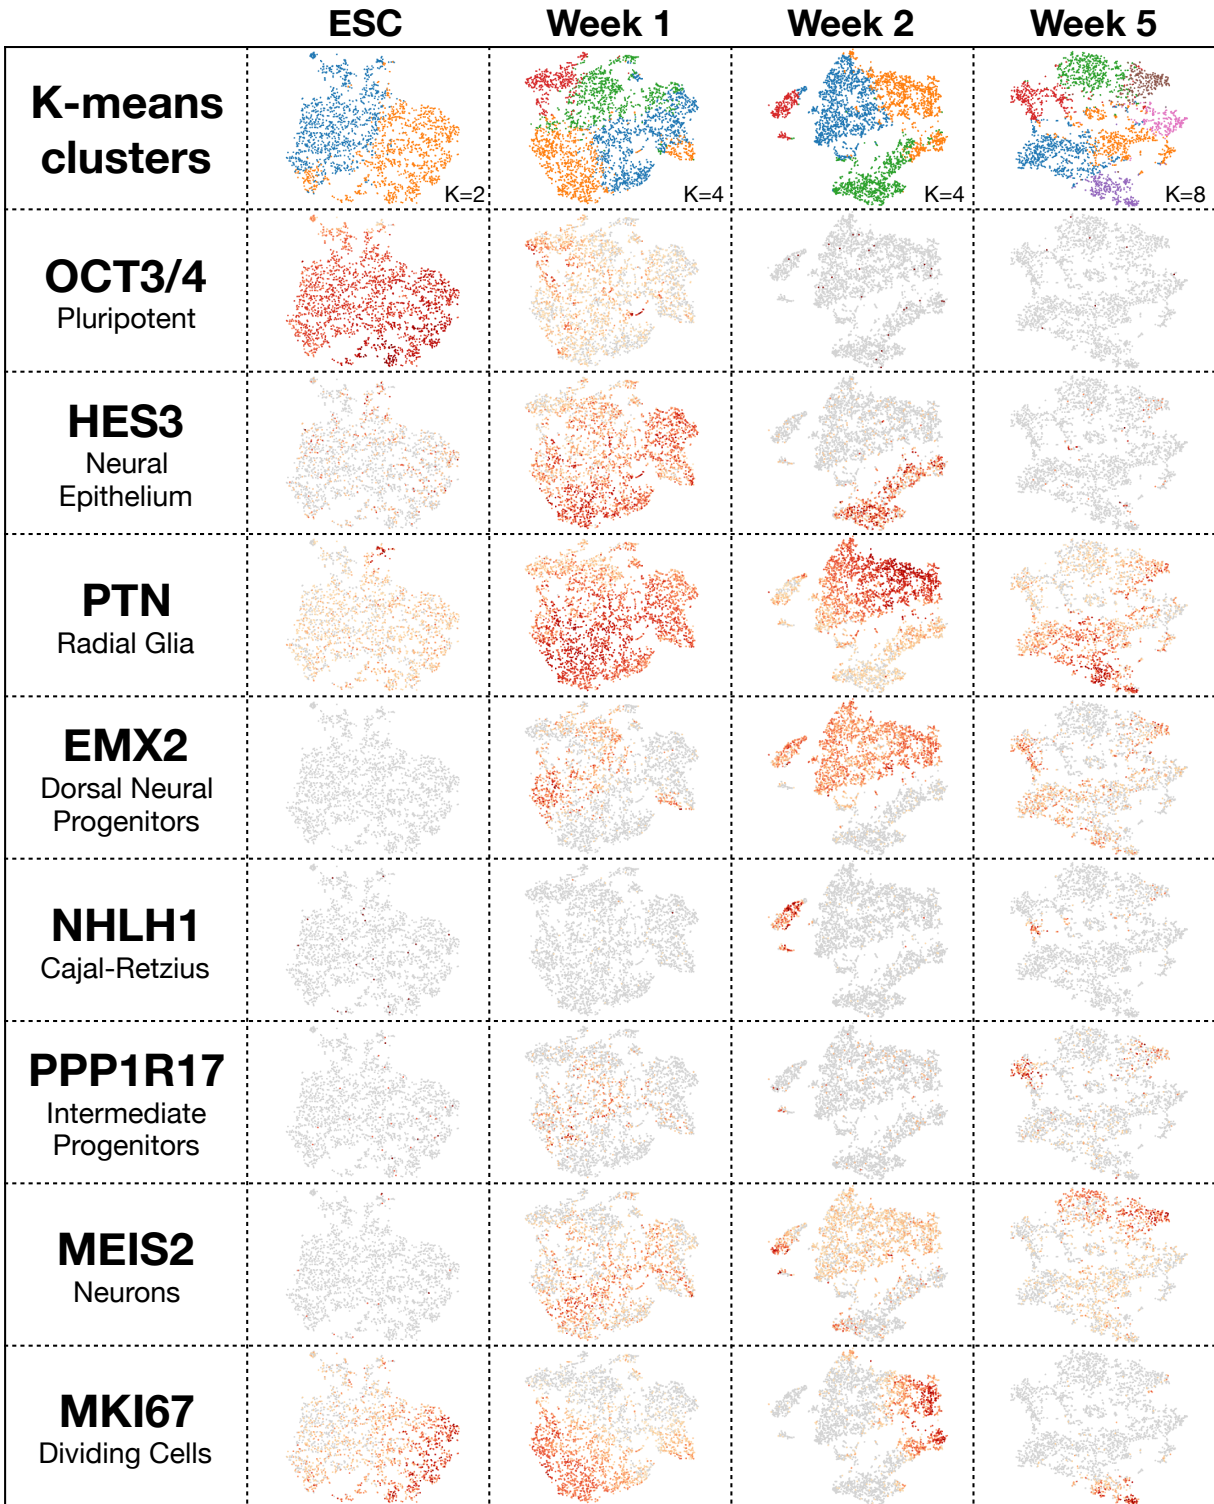 ESC Week 1 Week 2 Week 5
K-means
clusters
K=2 K=4 K=4 K=8
OCT3/4
Pluripotent
HES3
Neural
Epithelium
PTN
Radial Glia
EMX2
Dorsal Neural
Progenitors
NHLH1
Cajal-Retzius
PPP1R17
Intermediate
Progenitors
MEIS2
Neurons
MKI67
Dividing Cells